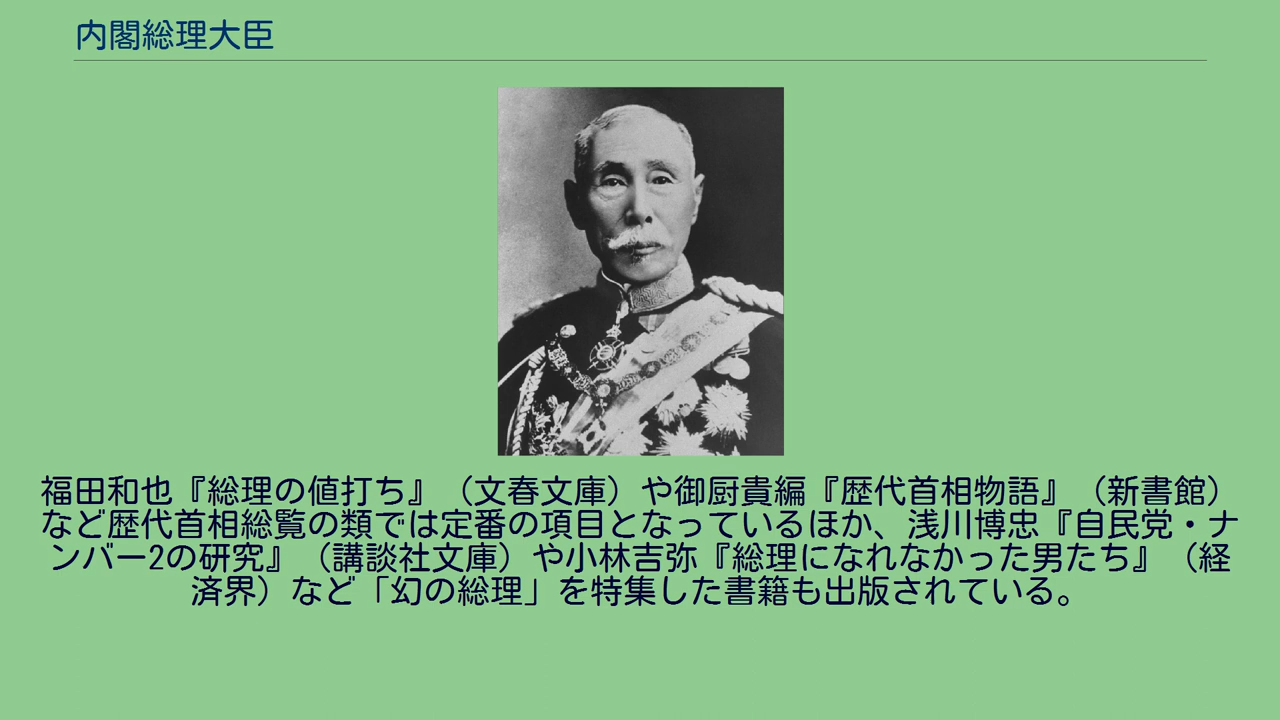 内閣総理大臣
福田和也『総理の値打ち』（文春文庫）や御厨貴編『歴代首相物語』（新書館）
など歴代首相総覧の類では定番の項目となっているほか、浅川博忠『自民党・ナ
ンバー2の研究』（講談社文庫）や小林吉弥『総理になれなかった男たち』（経
済界）など「幻の総理」を特集した書籍も出版されている。